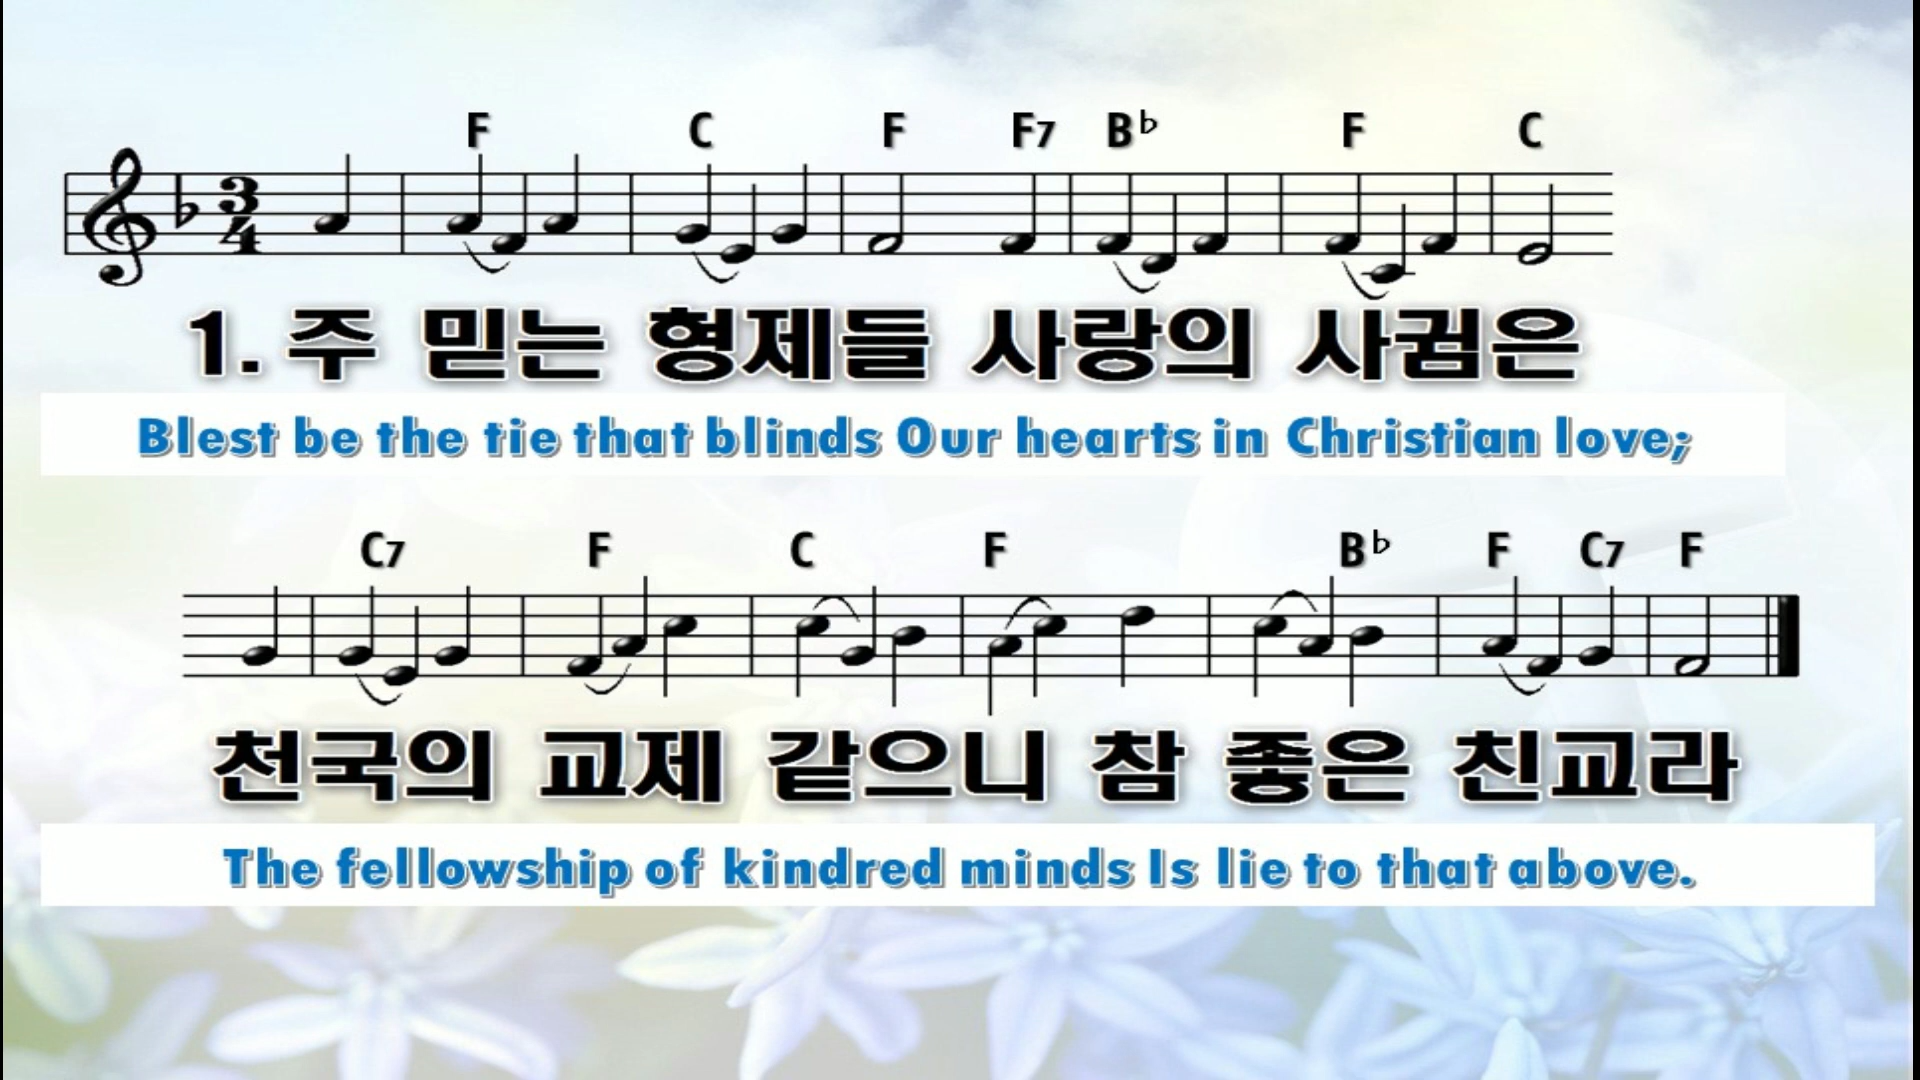 F C F F7 B♭ F C
3
4
1. 주 믿는 형제들 사랑의 사귐은
Blest be the tie that blinds Our hearts in Christian love;
C7 F C F B♭ F C7 F
천국의 교제 같으니 참 좋은 친교라
The fellowship of kindred minds Is lie to that above.